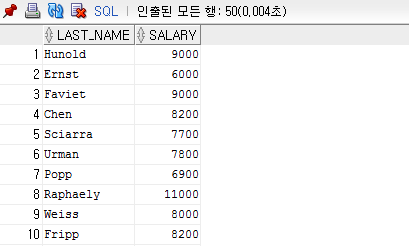 SQL | 인출된 모든 행: 50(0,004초)
LAST_NAME SALARY
1 Hunold 9000
2 Ernst 6000
3 Faviet 9000
4 Chen 8200
5 Sciarra 7700
6 Urman 7800
7 Popp 6900
8 Raphaely 11000
9 Weiss 8000
10 Fripp 8200